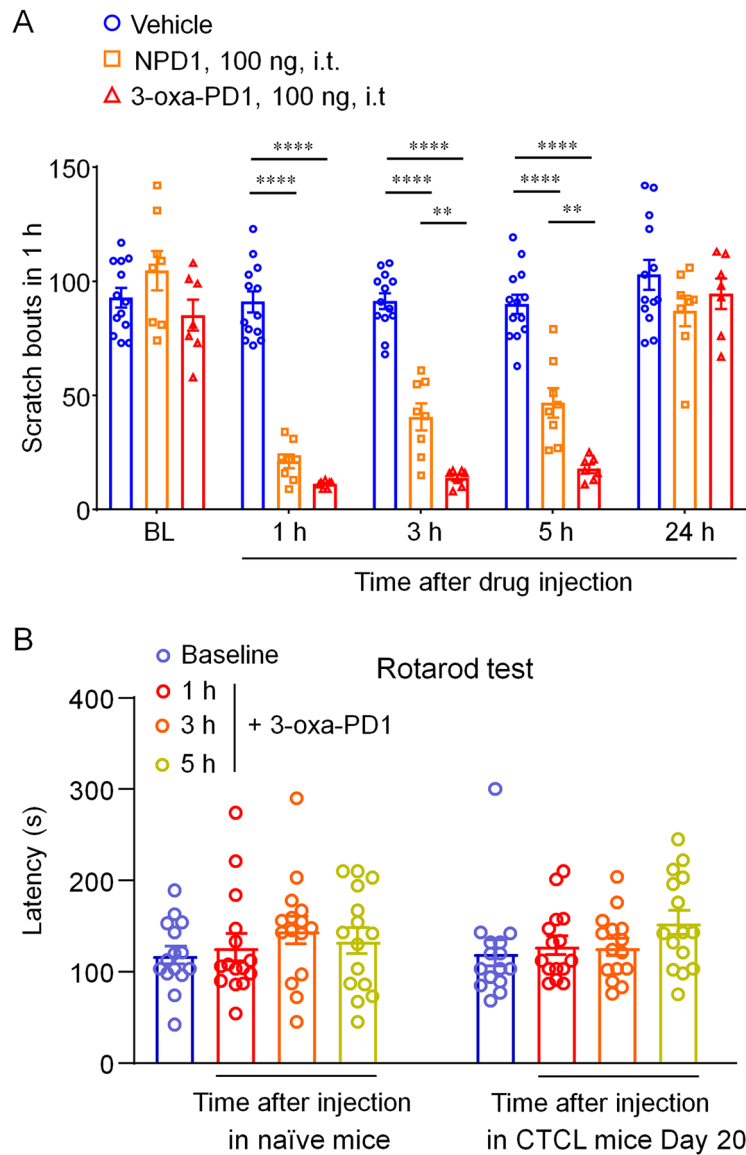 A
Vehicle
NPD1, 100 ng, i.t.
3-oxa-PD1, 100 ng, i.t
Scratch bouts in 1 h
150
100
50
0
**** **** ****
**** **** ****
** **
BL 1 h 3 h 5 h 24 h
Time after drug injection
B
Rotarod test
Baseline
1 h
3 h
5 h
+ 3-oxa-PD1
Latency (s)
400
300
200
100
0
Time after injection
in naïve mice
Time after injection
in CTCL mice Day 20